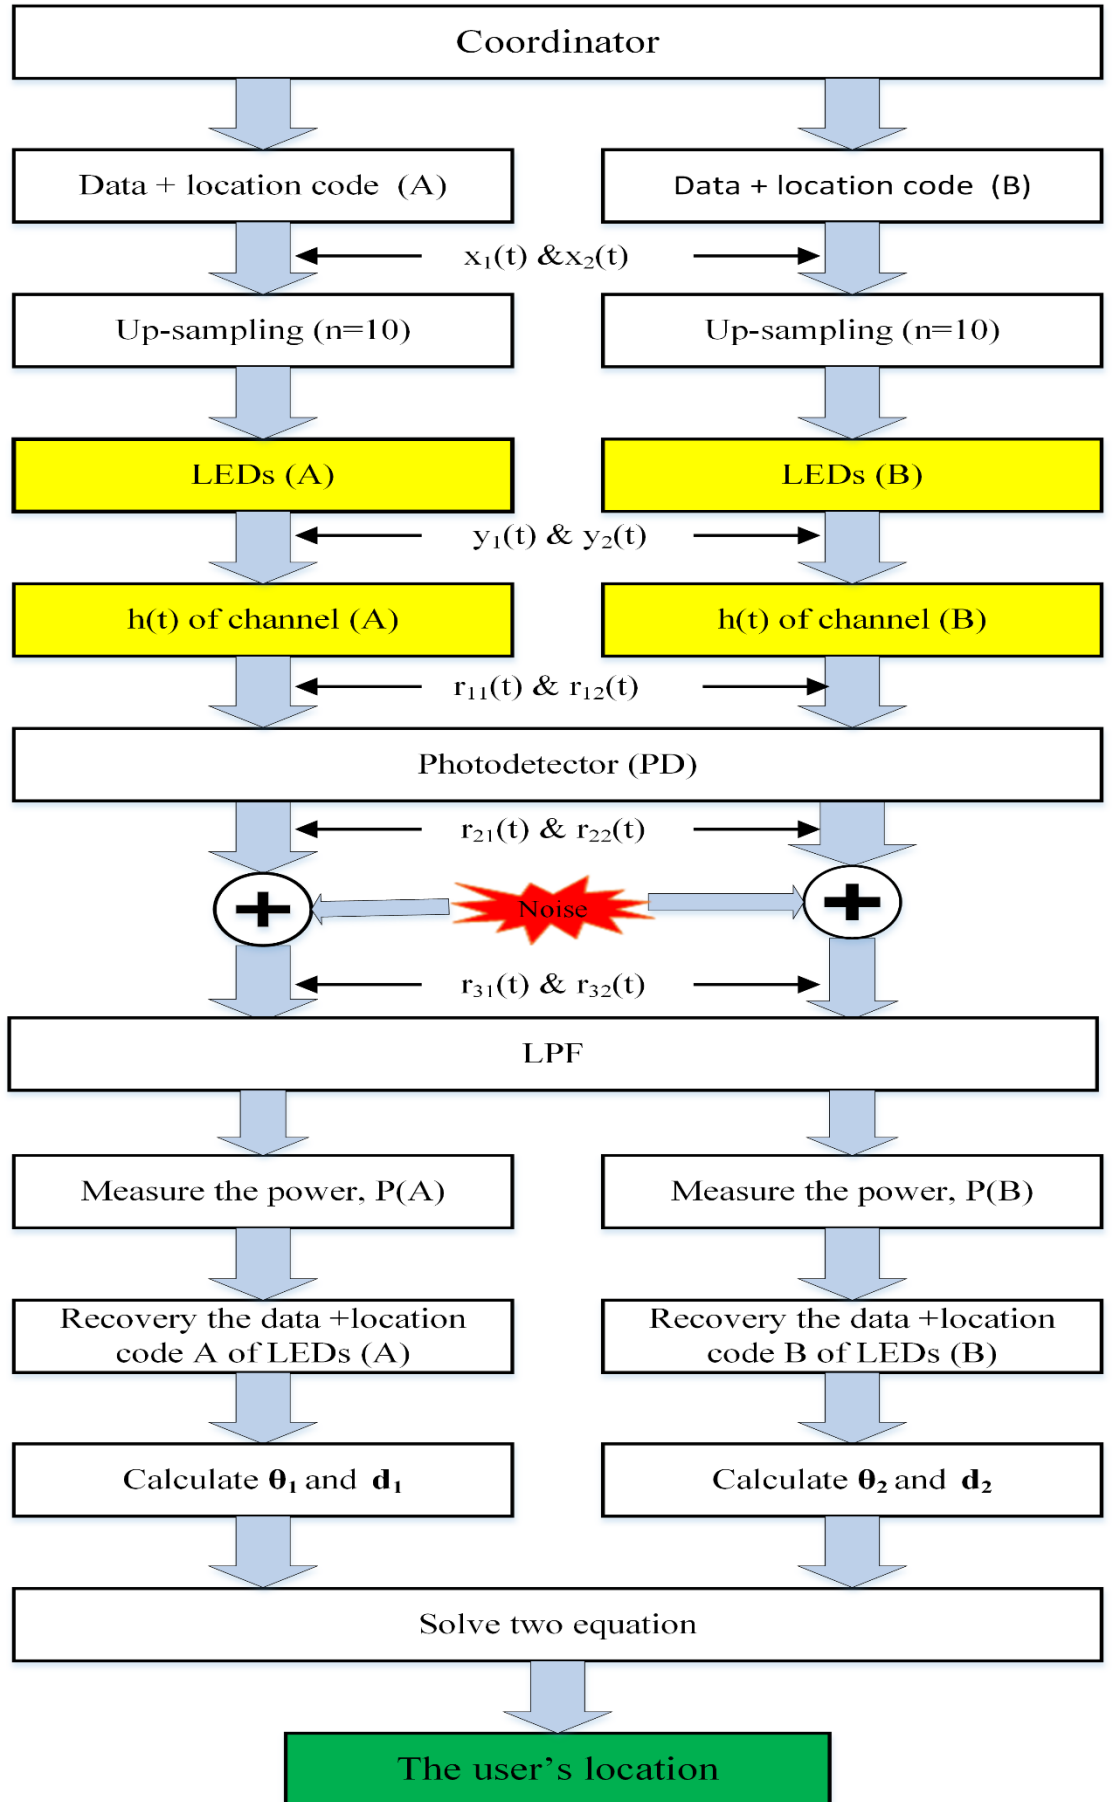 Coordinator
Data + location code (A)
Data + location code (B)
x₁(t) &x₂(t)
Up-sampling (n=10)
Up-sampling (n=10)
LEDs (A)
LEDs (B)
y₁(t) & y₂(t)
h(t) of channel (A)
h(t) of channel (B)
r₁₁(t) & r₁₂(t)
Photodetector (PD)
r₂₁(t) & r₂₂(t)
+
Noise
+
r₃₁(t) & r₃₂(t)
LPF
Measure the power, P(A)
Measure the power, P(B)
Recovery the data +location
code A of LEDs (A)
Recovery the data +location
code B of LEDs (B)
Calculate θ₁ and d₁
Calculate θ₂ and d₂
Solve two equation
The user’s location